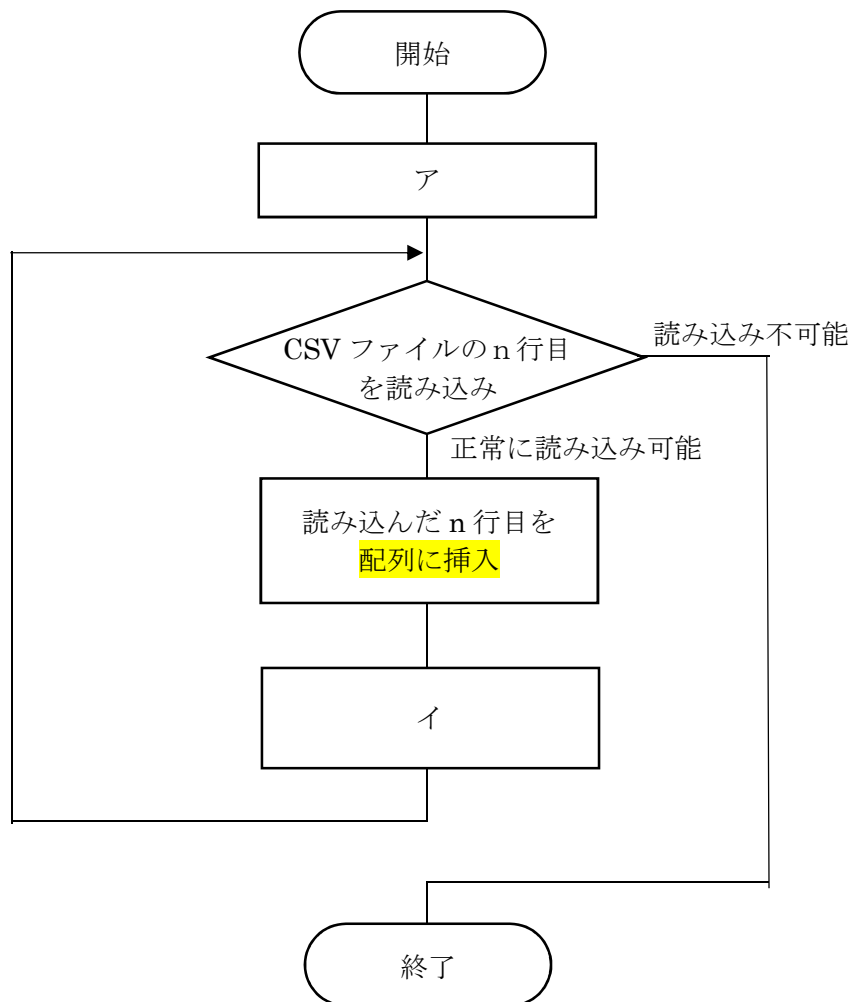 開始
ア
CSV ファイルの n 行目
を読み込み
読み込み不可能
正常に読み込み可能
読み込んだ n 行目を
配列に挿入
イ
終了